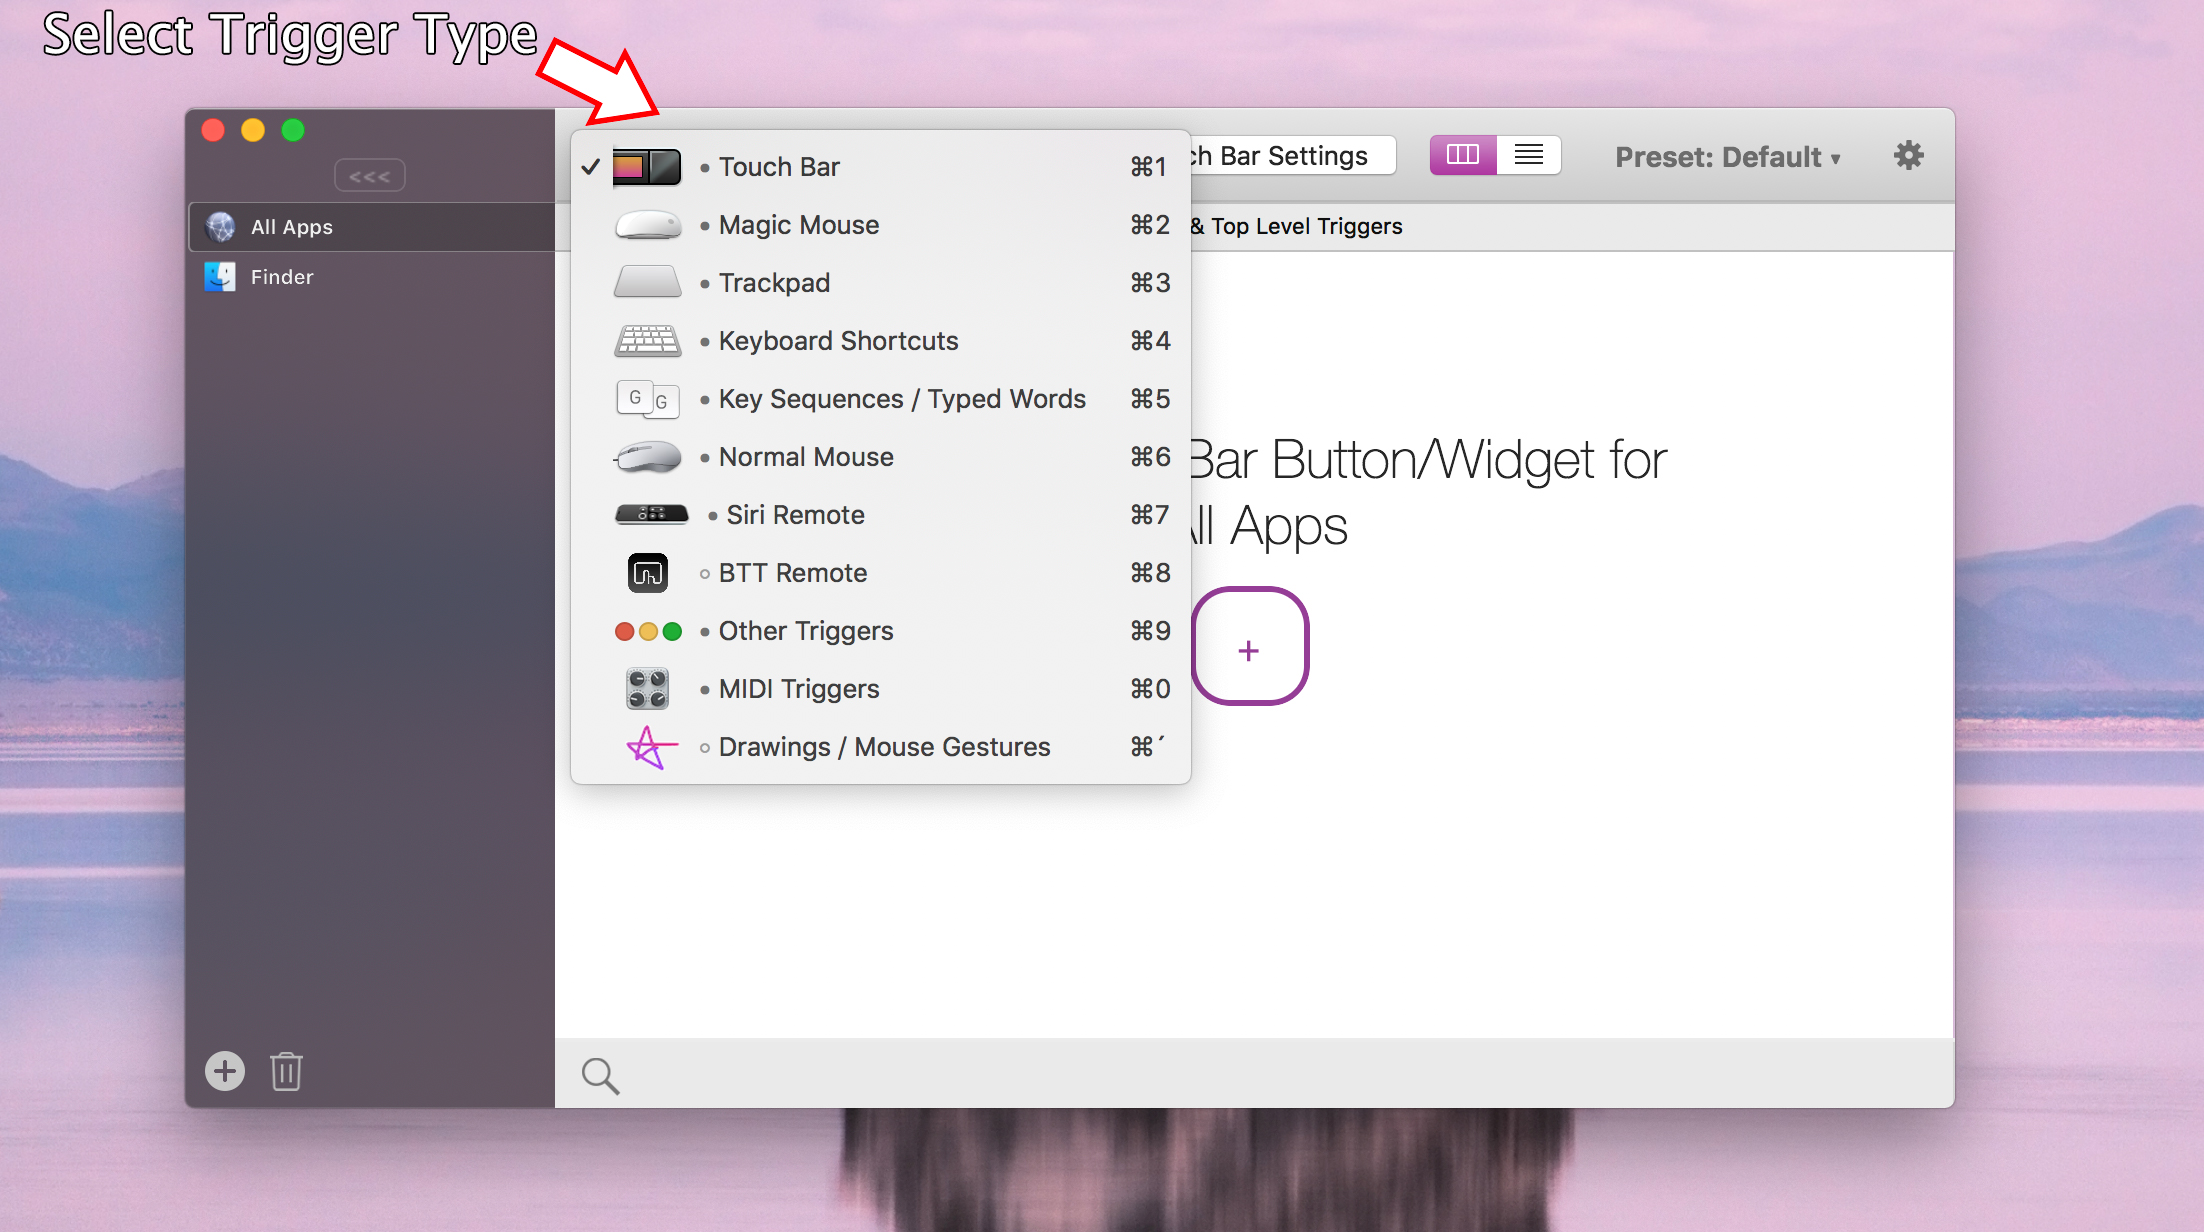 Select Trigger Type
<<<
All Apps
Finder
✓ • Touch Bar ⌘1
• Magic Mouse ⌘2
• Trackpad ⌘3
• Keyboard Shortcuts ⌘4
G G • Key Sequences / Typed Words ⌘5
• Normal Mouse ⌘6
• Siri Remote ⌘7
◦ BTT Remote ⌘8
• Other Triggers ⌘9
• MIDI Triggers ⌘0
◦ Drawings / Mouse Gestures ⌘´
ch Bar Settings
Preset: Default ▾
& Top Level Triggers
Bar Button/Widget for
ll Apps
+